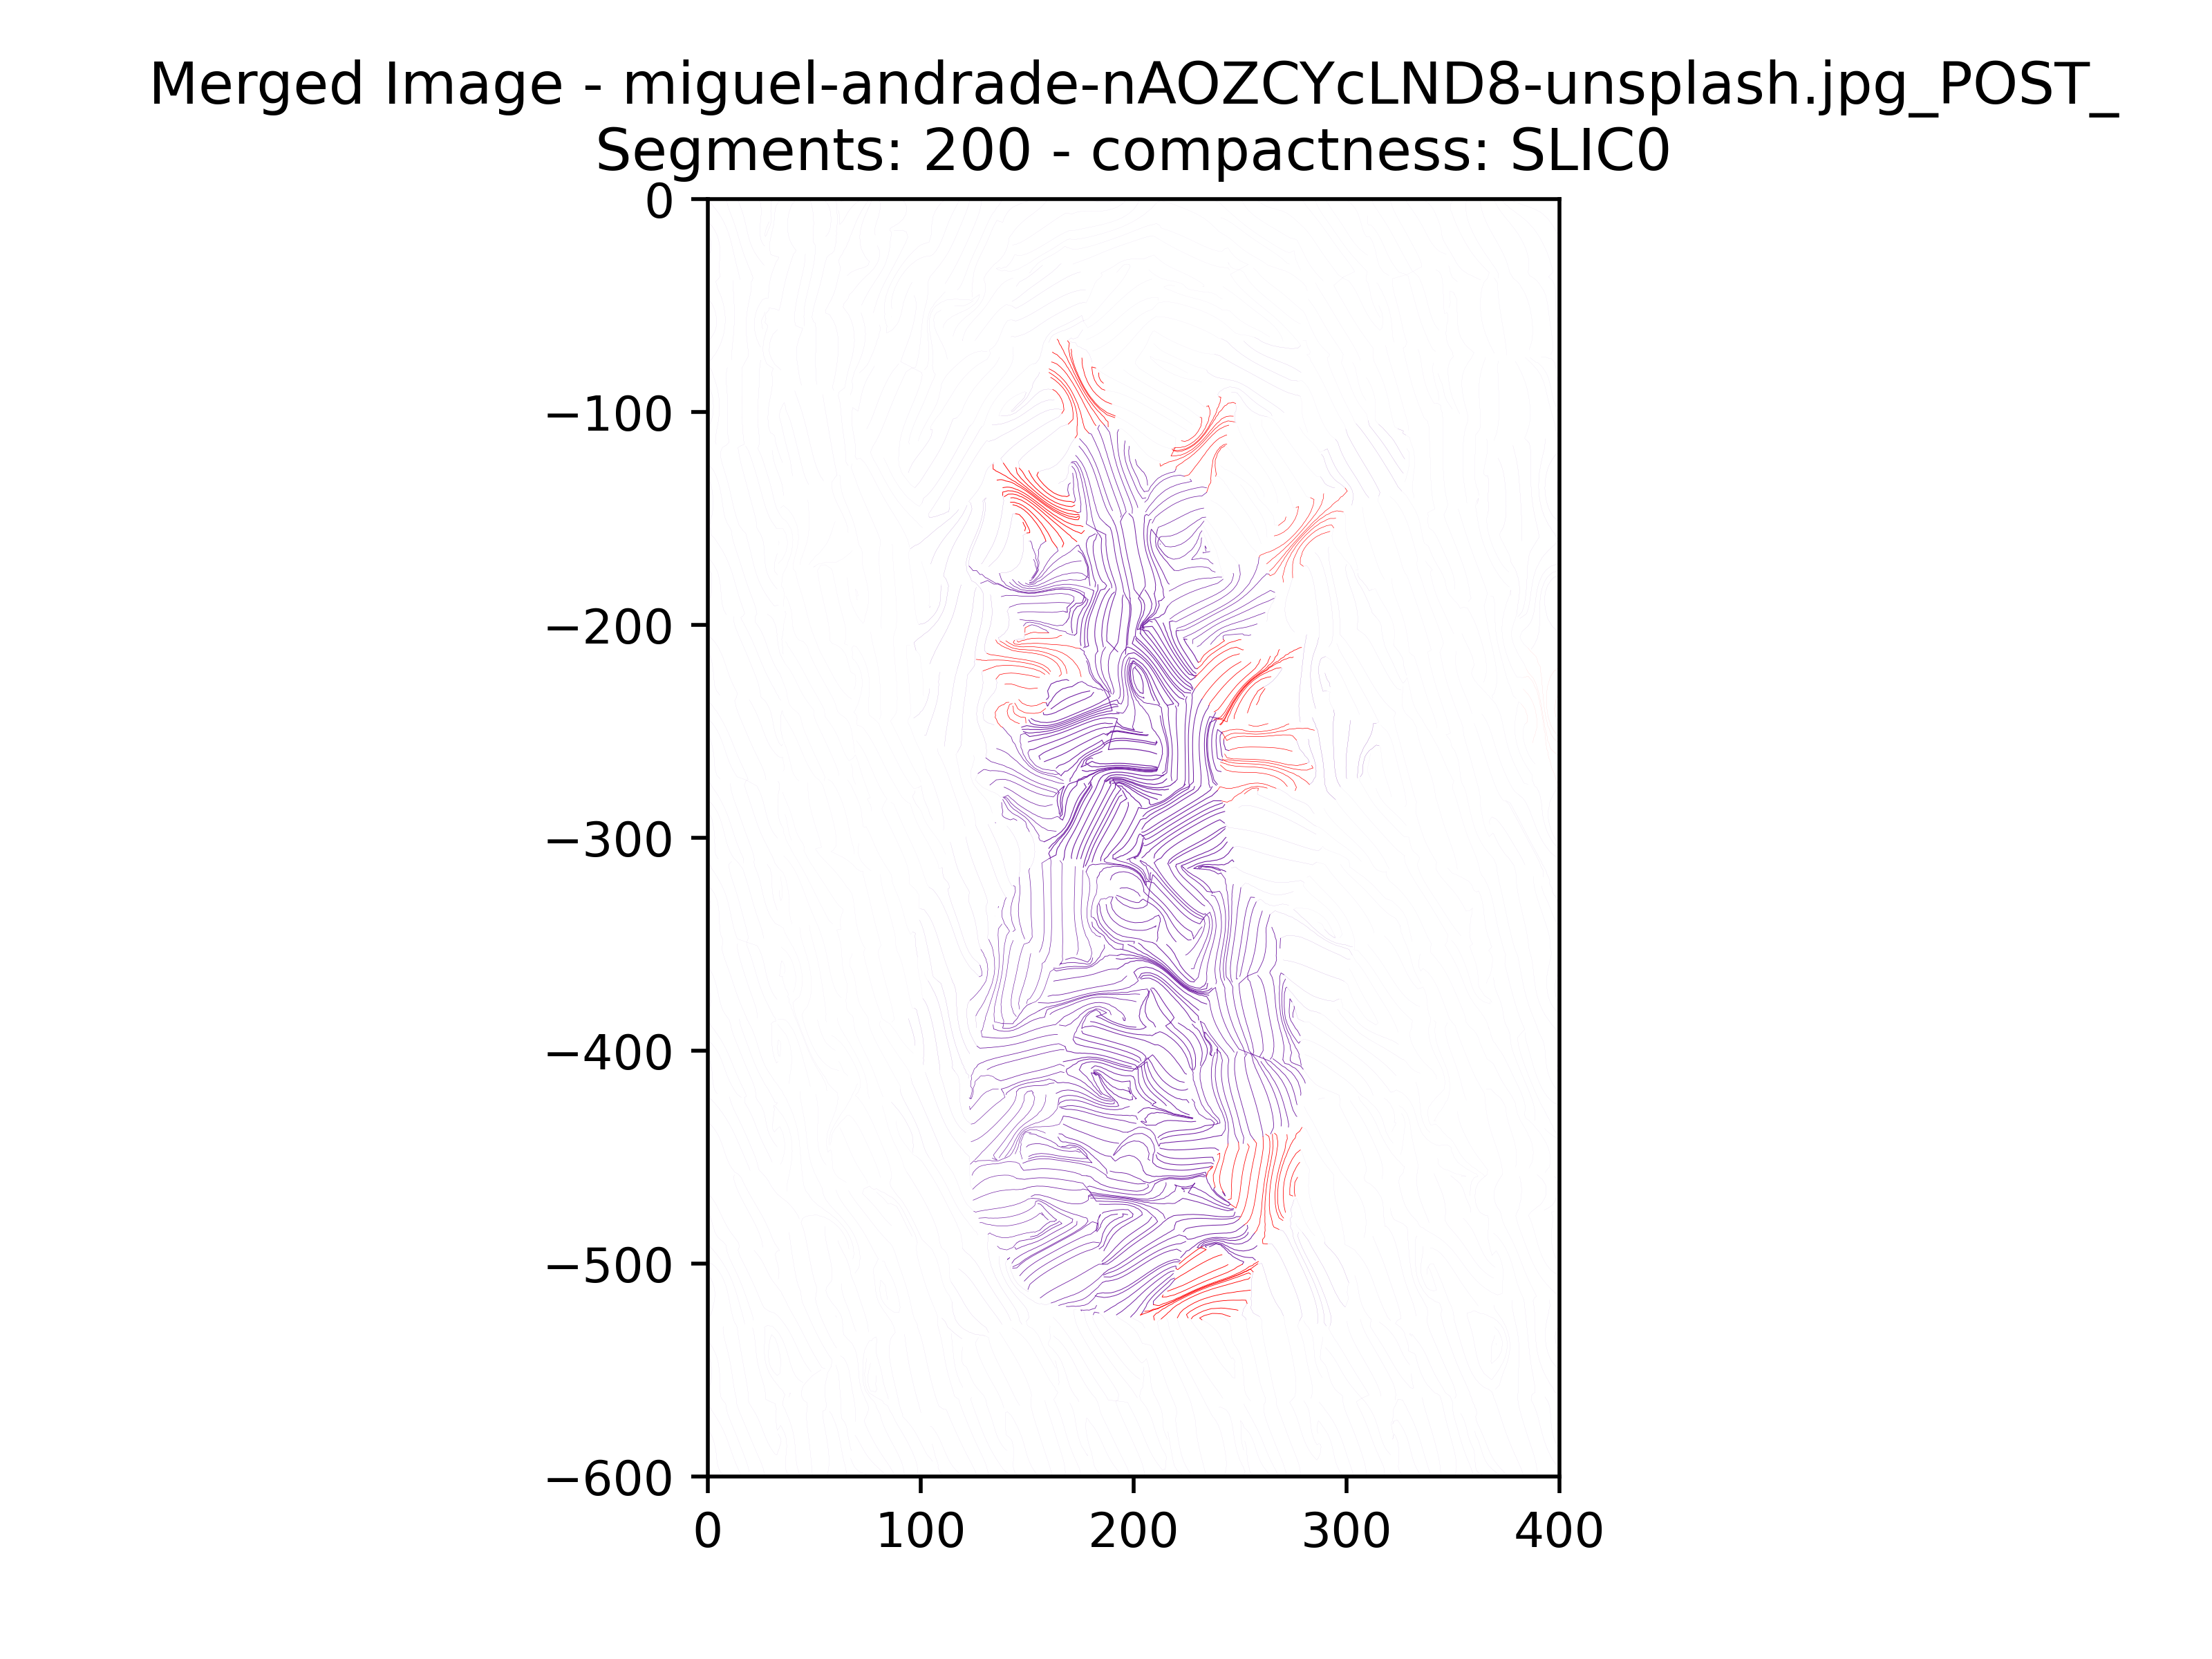 Merged Image - miguel-andrade-nAOZCYcLND8-unsplash.jpg_POST_
Segments: 200 - compactness: SLIC0
0
−100
−200
−300
−400
−500
−600
0 100 200 300 400